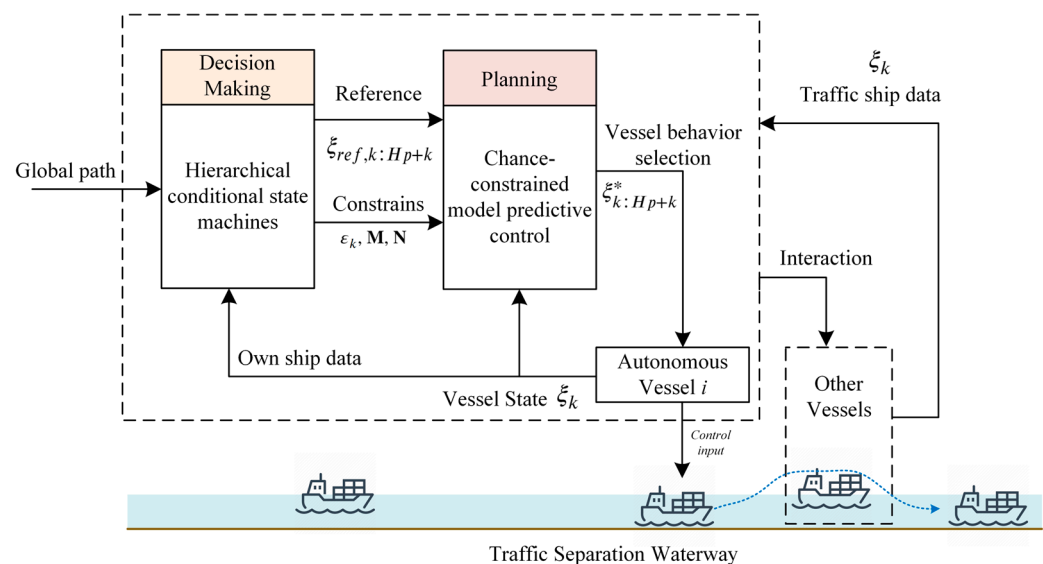 Decision
Making
Hierarchical
conditional state
machines
Global path
Reference
ξref,k:Hp+k
Constrains
εk, M, N
Planning
Chance-
constrained
model predictive
control
Vessel behavior
selection
ξ*k:Hp+k
ξk
Traffic ship data
Interaction
Own ship data
Vessel State ξk
Autonomous
Vessel i
Other
Vessels
Control
input
Traffic Separation Waterway